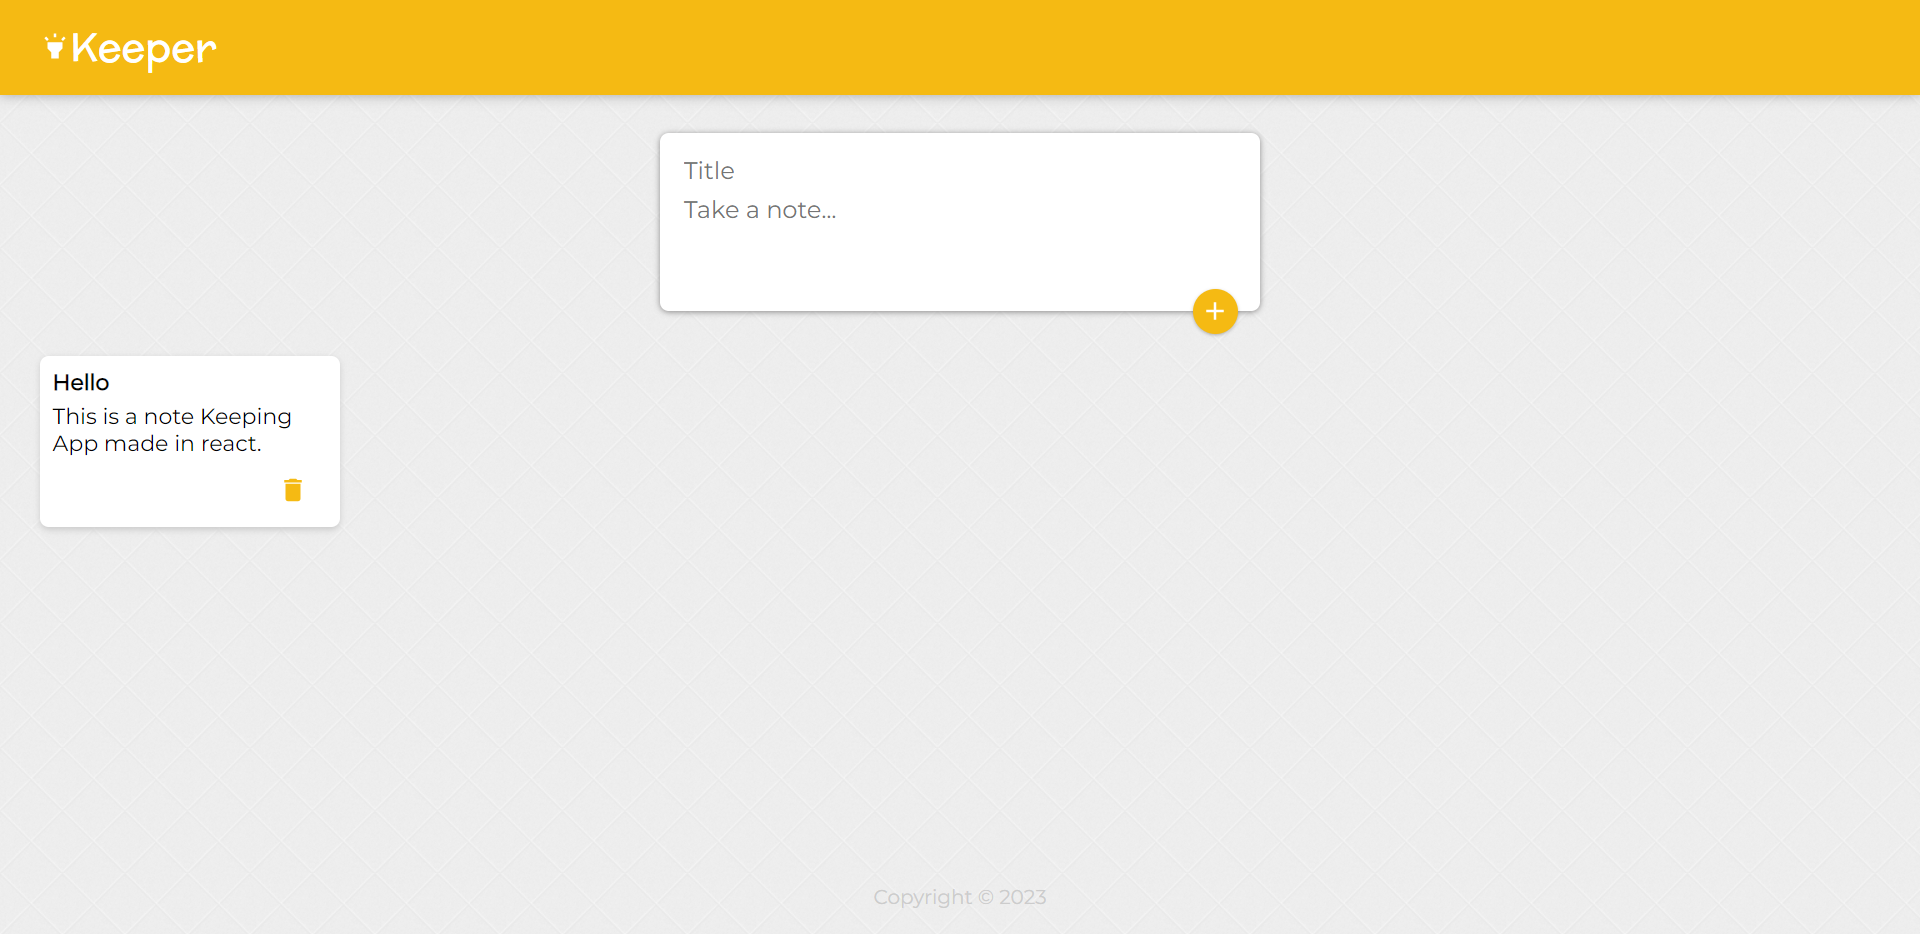 Keeper
Title
Take a note...
Hello
This is a note Keeping
App made in react.
Copyright © 2023